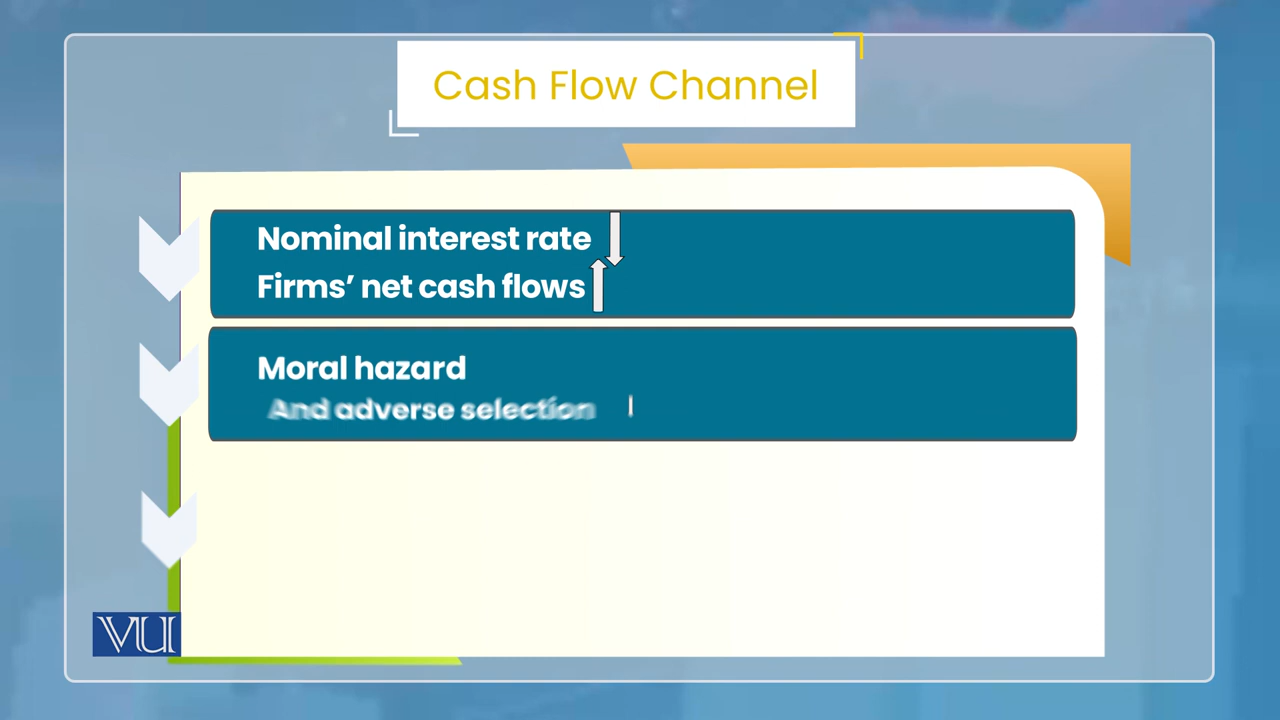 Cash Flow Channel
Nominal interest rate
Firms’ net cash flows
Moral hazard
And adverse selection
VU